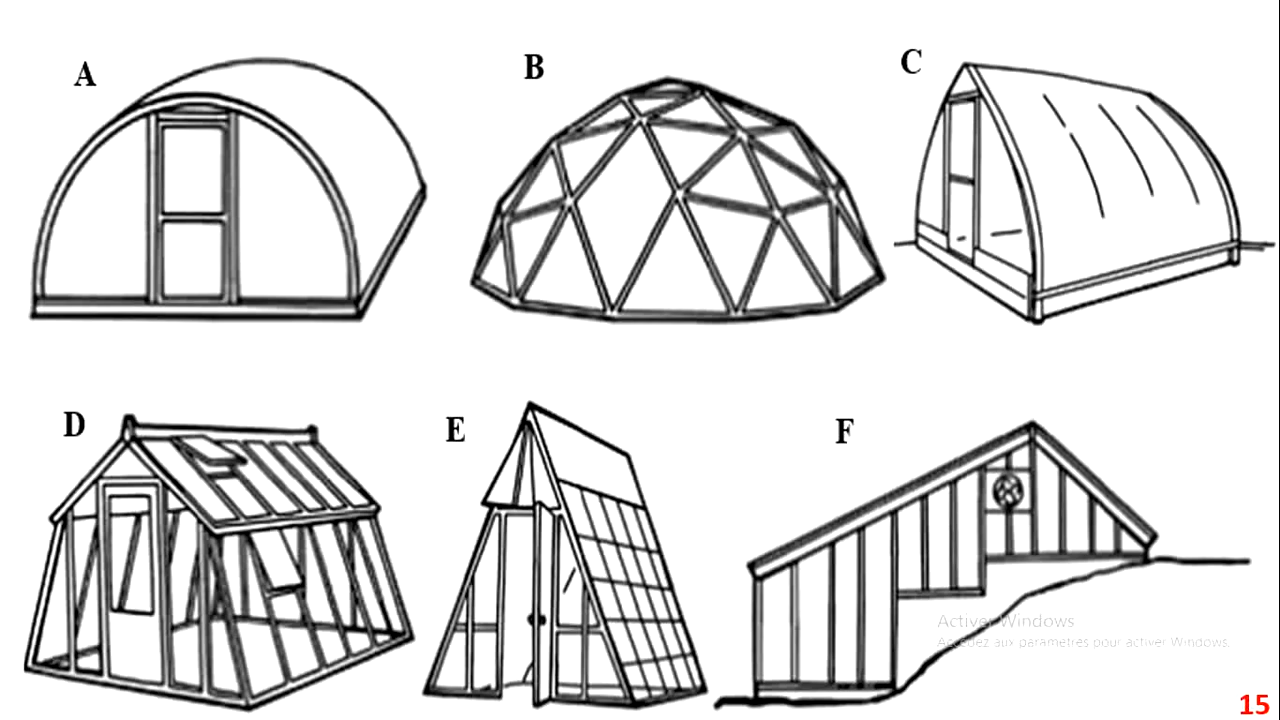 A
B
C
D
E
F
Activer Windows
Accédez aux paramètres pour activer Windows.
15